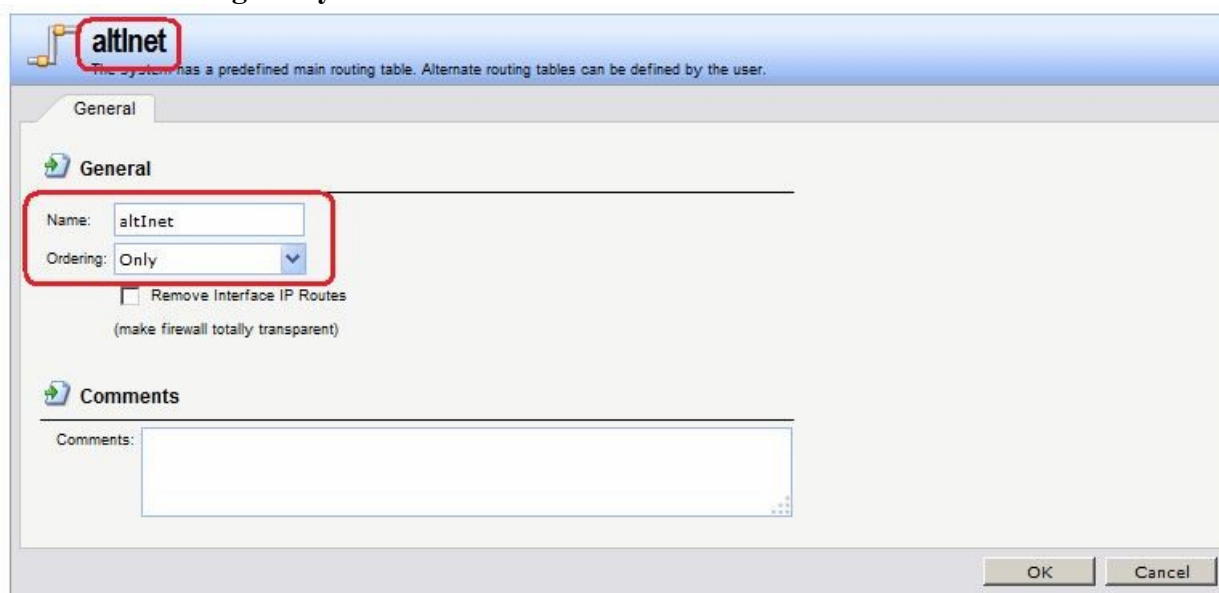 altInet
The system has a predefined main routing table. Alternate routing tables can be defined by the user.
General
General
Name: altInet
Ordering: Only
Remove Interface IP Routes
(make firewall totally transparent)
Comments
Comments:
OK Cancel